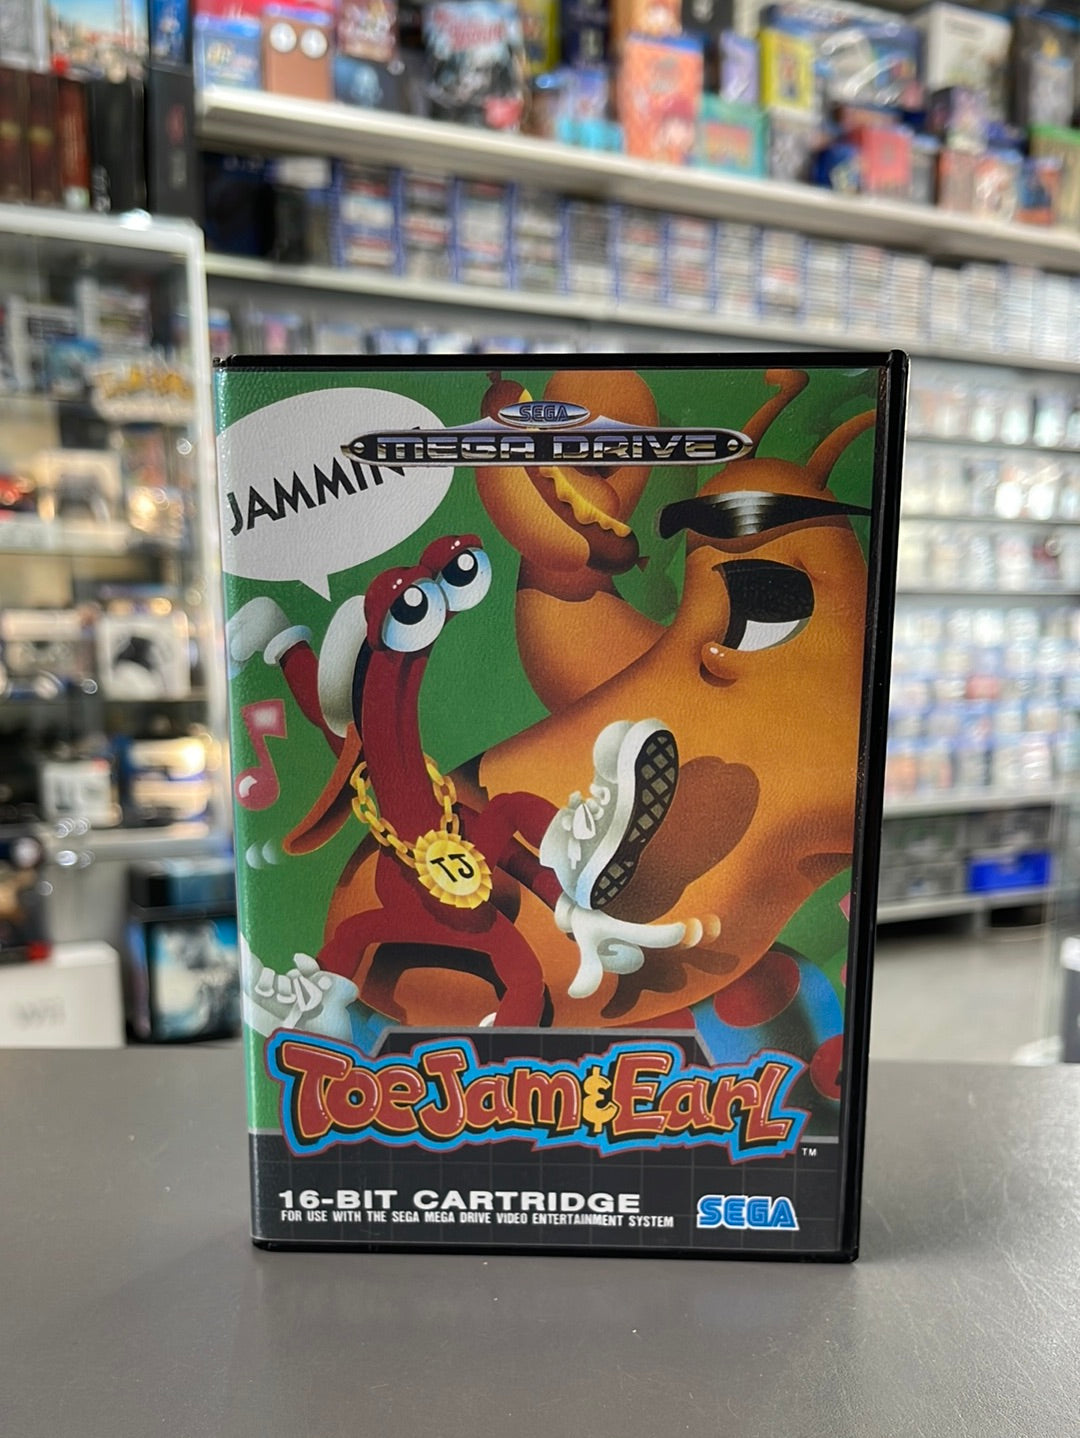 SEGA
MEGA DRIVE
JAMMIN
TJ
ToeJam & Earl
TM
16-BIT CARTRIDGE
FOR USE WITH THE SEGA MEGA DRIVE VIDEO ENTERTAINMENT SYSTEM
SEGA
Wii